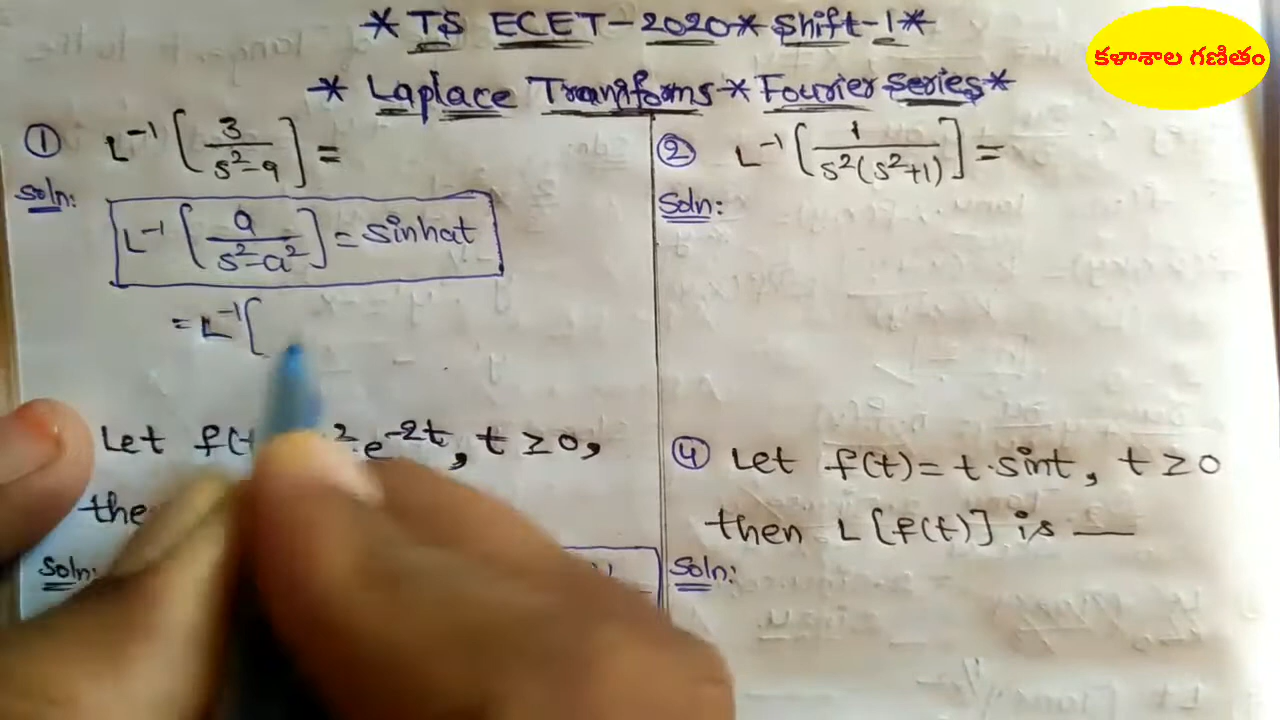 * TS ECET-2020* Shift-1*
* Laplace Transforms * Fourier Series*
కళాశాల గణితం
① L⁻¹ [3/(s²-9)] =
Soln:
L⁻¹ [a/(s²-a²)] = sinhat
= L⁻¹ [
② L⁻¹ [1/(s²(s²+1))] =
Soln:
Let f(t 2.e⁻²ᵗ, t ≥ 0,
Soln:
④ Let f(t) = t.sint, t ≥ 0
then L[f(t)] is —
Soln: